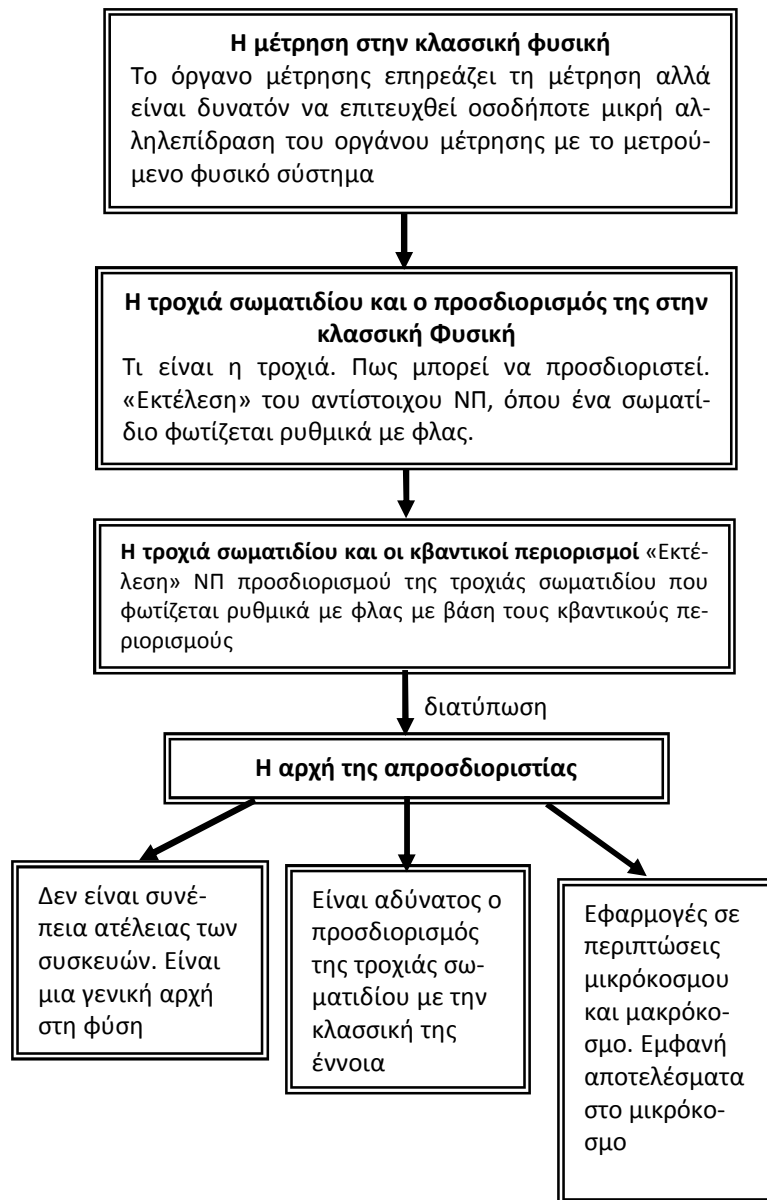 Η μέτρηση στην κλασσική φυσική
Το όργανο μέτρησης επηρεάζει τη μέτρηση αλλά
είναι δυνατόν να επιτευχθεί οσοδήποτε μικρή αλ-
ληλεπίδραση του οργάνου μέτρησης με το μετρού-
μενο φυσικό σύστημα
Η τροχιά σωματιδίου και ο προσδιορισμός της στην
κλασσική Φυσική
Τι είναι η τροχιά. Πως μπορεί να προσδιοριστεί.
«Εκτέλεση» του αντίστοιχου ΝΠ, όπου ένα σωματί-
διο φωτίζεται ρυθμικά με φλας.
Η τροχιά σωματιδίου και οι κβαντικοί περιορισμοί «Εκτέ-
λεση» ΝΠ προσδιορισμού της τροχιάς σωματιδίου που
φωτίζεται ρυθμικά με φλας με βάση τους κβαντικούς πε-
ριορισμούς
διατύπωση
Η αρχή της απροσδιοριστίας
Δεν είναι συνέ-
πεια ατέλειας των
συσκευών. Είναι
μια γενική αρχή
στη φύση
Είναι αδύνατος ο
προσδιορισμός
της τροχιάς σω-
ματιδίου με την
κλασσική της
έννοια
Εφαρμογές σε
περιπτώσεις
μικρόκοσμου
και μακρόκο-
σμο. Εμφανή
αποτελέσματα
στο μικρόκο-
σμο